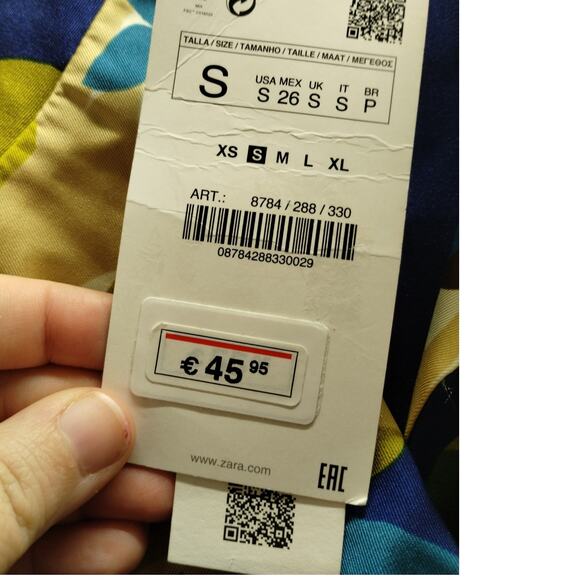 MIX
TALLA / SIZE / TAMANHO / TAILLE / MAAT / ΜΕΓΕΘΟΣ
S
USA MEX UK IT BR
S 26 S S P
XS S M L XL
ART.: 8784 / 288 / 330
08784288330029
€ 45 95
www.zara.com
EAC